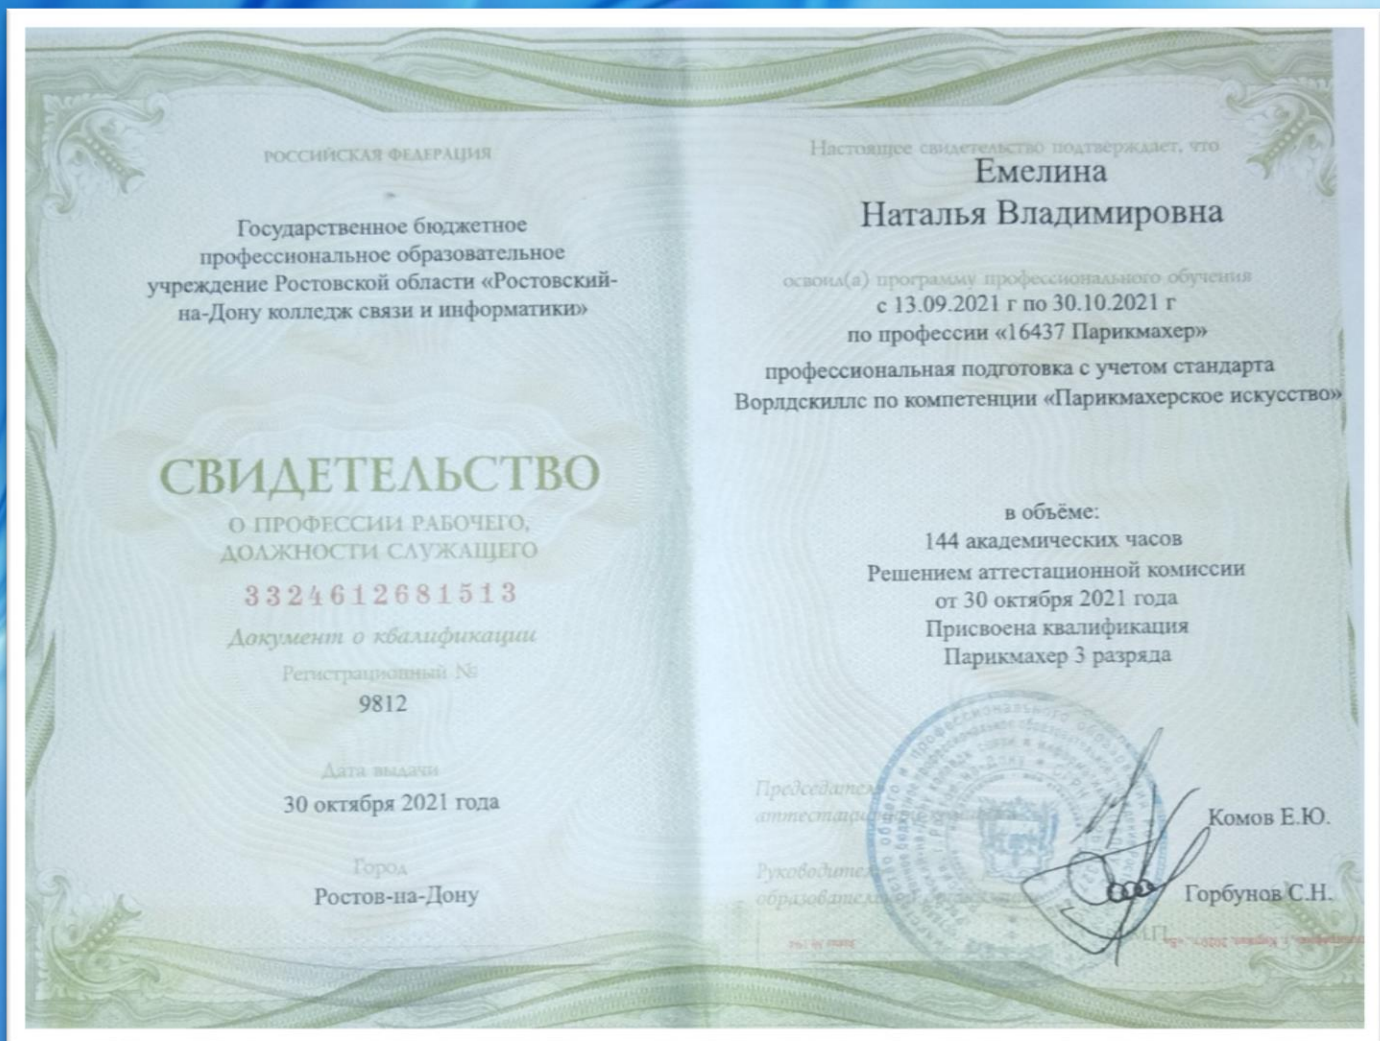 РОССИЙСКАЯ ФЕДЕРАЦИЯ
Государственное бюджетное
профессиональное образовательное
учреждение Ростовской области «Ростовский-
на-Дону колледж связи и информатики»
СВИДЕТЕЛЬСТВО
О ПРОФЕССИИ РАБОЧЕГО,
ДОЛЖНОСТИ СЛУЖАЩЕГО
3324612681513
Документ о квалификации
Регистрационный №
9812
Дата выдачи
30 октября 2021 года
Город
Ростов-на-Дону
Настоящее свидетельство подтверждает, что
Емелина
Наталья Владимировна
освоил(а) программу профессионального обучения
с 13.09.2021 г по 30.10.2021 г
по профессии «16437 Парикмахер»
профессиональная подготовка с учетом стандарта
Ворлдскиллс по компетенции «Парикмахерское искусство»
в объёме:
144 академических часов
Решением аттестационной комиссии
от 30 октября 2021 года
Присвоена квалификация
Парикмахер 3 разряда
Председатель
аттестационной
Комов Е.Ю.
Руководитель
образовательной
Горбунов С.Н.
М.П.